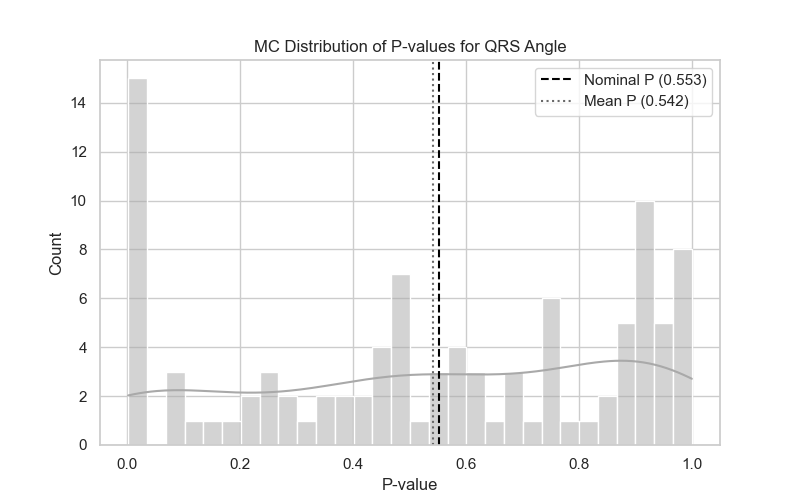 MC Distribution of P-values for QRS Angle
Nominal P (0.553)
Mean P (0.542)
Count
14
12
10
8
6
4
2
0
0.0 0.2 0.4 0.6 0.8 1.0
P-value